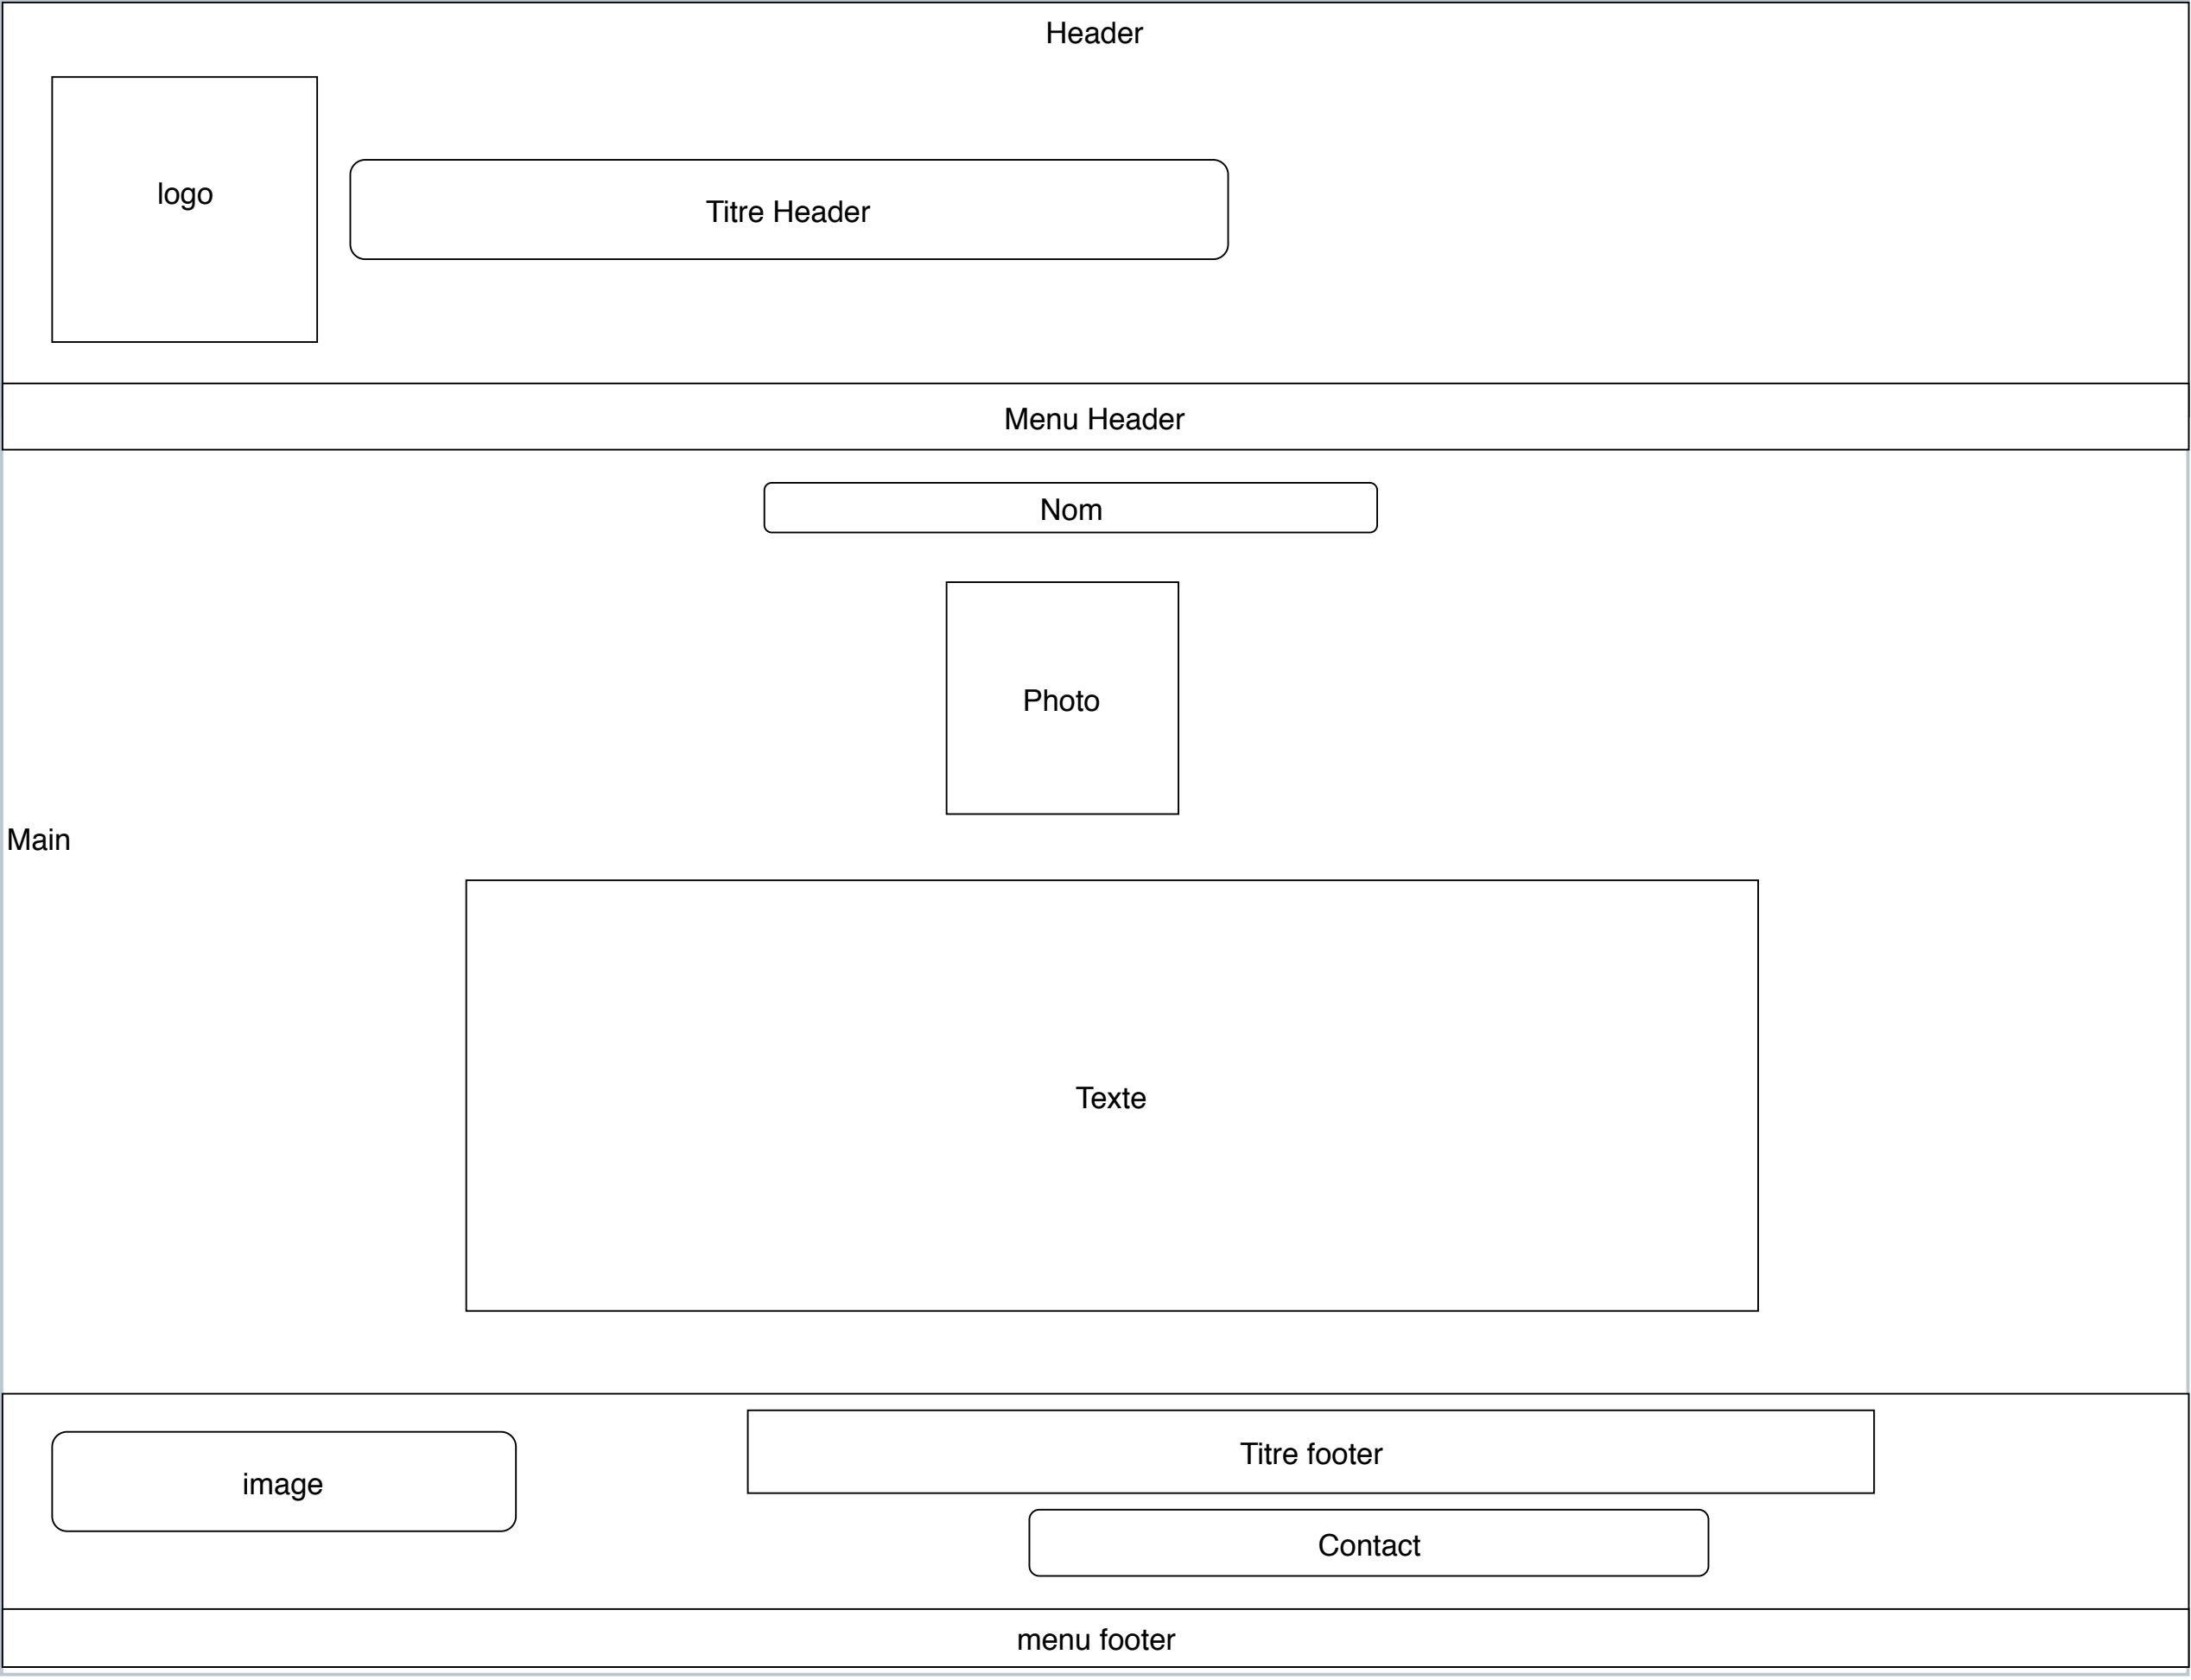 Header
logo
Titre Header
Menu Header
Nom
Photo
Main
Texte
image
Titre footer
Contact
menu footer